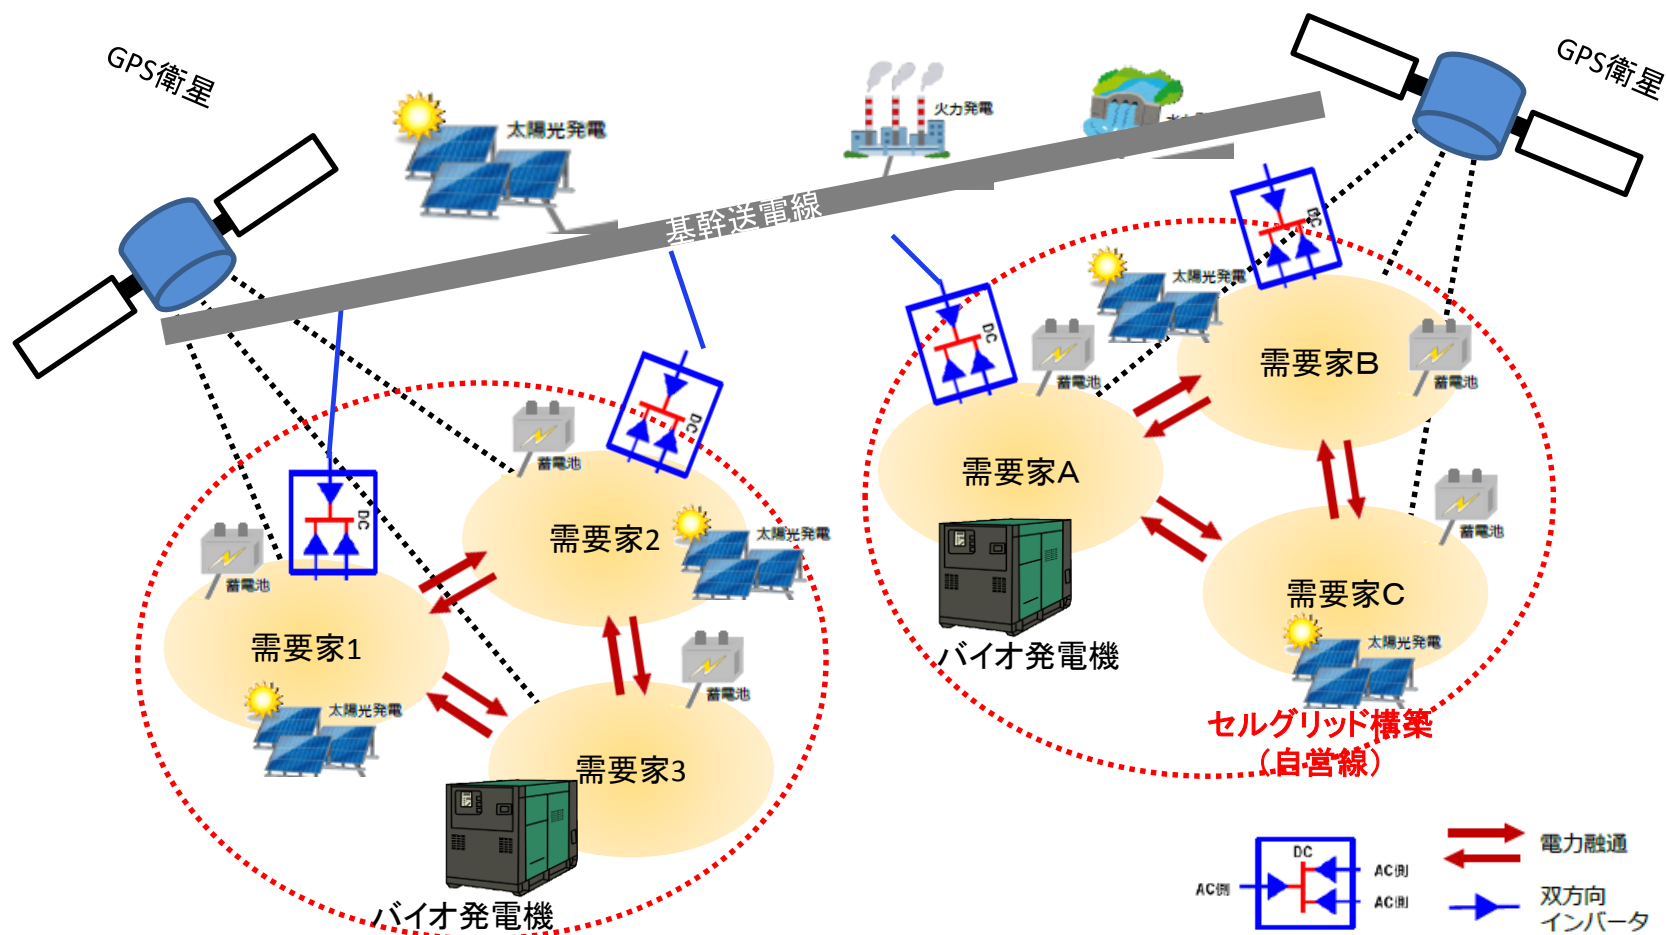 GPS衛星
GPS衛星
太陽光発電
火力発電
基幹送電線
DC
太陽光発電
DC
蓄電池
需要家B
蓄電池
DC
蓄電池
需要家A
需要家2
太陽光発電
DC
蓄電池
蓄電池
需要家C
太陽光発電
需要家1
バイオ発電機
蓄電池
太陽光発電
セルグリッド構築
（自営線）
需要家3
バイオ発電機
DC
AC側
AC側
AC側
電力融通
双方向
インバータ